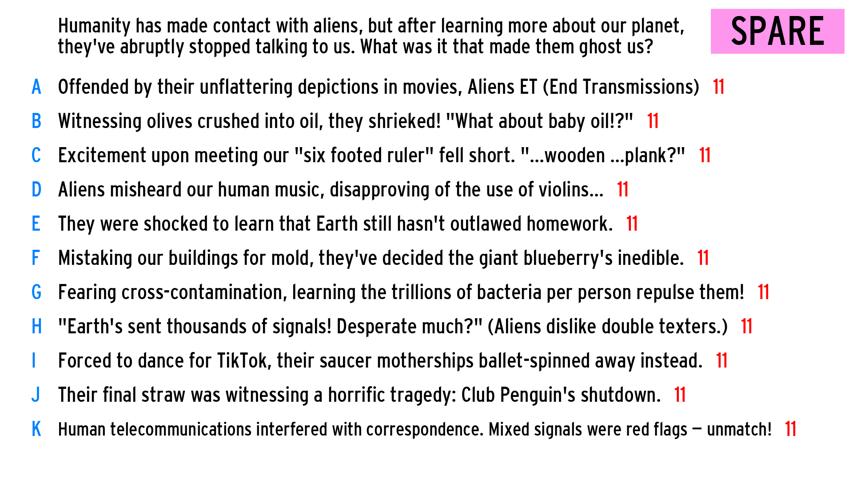 Humanity has made contact with aliens, but after learning more about our planet,
they've abruptly stopped talking to us. What was it that made them ghost us?
SPARE
A Offended by their unflattering depictions in movies, Aliens ET (End Transmissions) 11
B Witnessing olives crushed into oil, they shrieked! "What about baby oil!?" 11
C Excitement upon meeting our "six footed ruler" fell short. "...wooden ...plank?" 11
D Aliens misheard our human music, disapproving of the use of violins... 11
E They were shocked to learn that Earth still hasn't outlawed homework. 11
F Mistaking our buildings for mold, they've decided the giant blueberry's inedible. 11
G Fearing cross-contamination, learning the trillions of bacteria per person repulse them! 11
H "Earth's sent thousands of signals! Desperate much?" (Aliens dislike double texters.) 11
I Forced to dance for TikTok, their saucer motherships ballet-spinned away instead. 11
J Their final straw was witnessing a horrific tragedy: Club Penguin's shutdown. 11
K Human telecommunications interfered with correspondence. Mixed signals were red flags – unmatch! 11